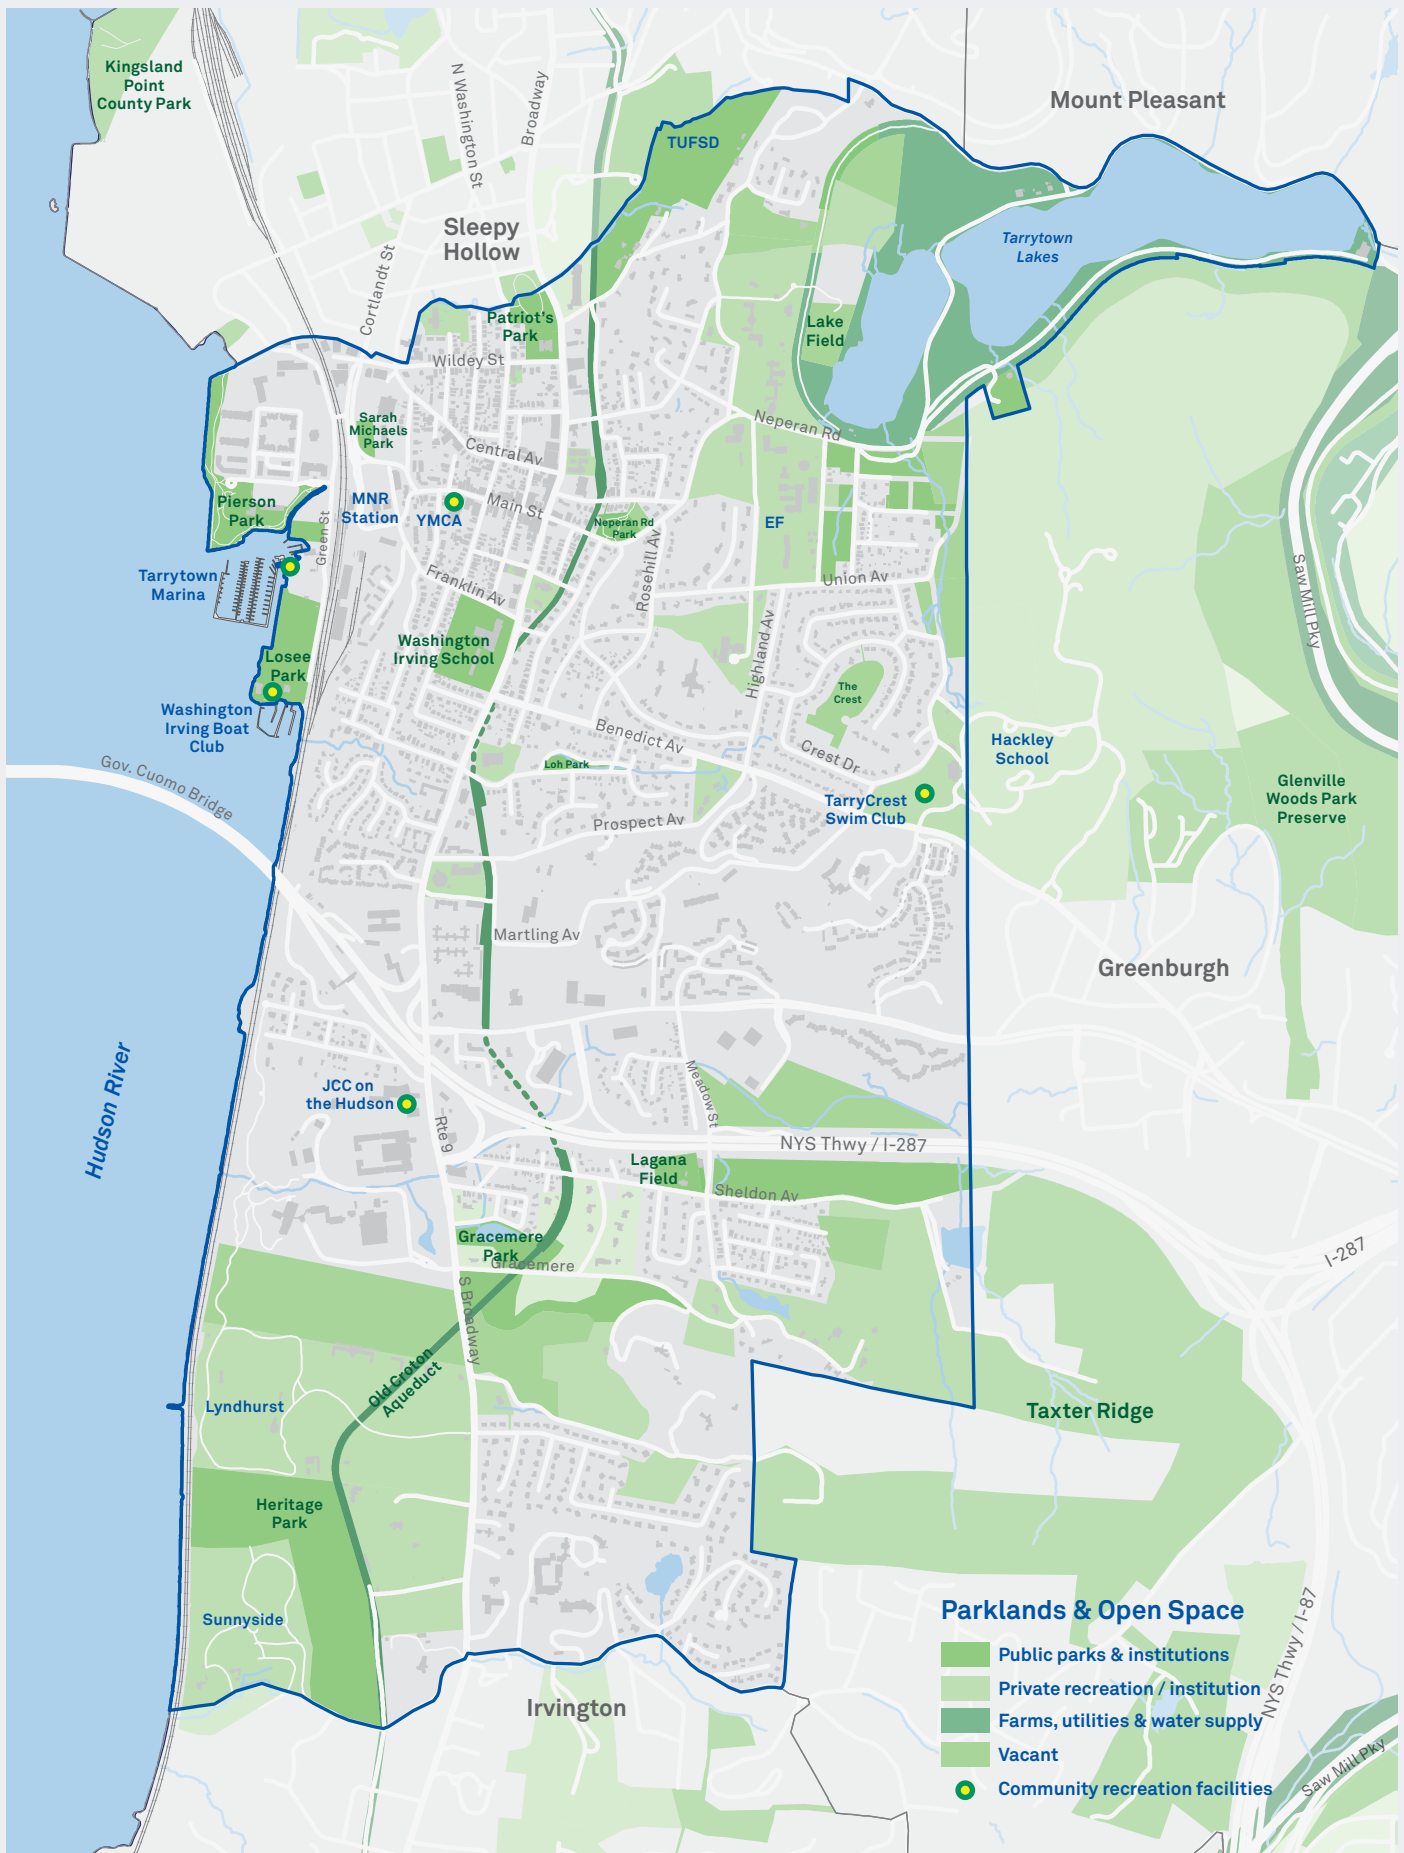 Kingsland
Point
County Park
N Washington St
Broadway
Mount Pleasant
TUFSD
Sleepy
Hollow
Tarrytown
Lakes
Cortlandt St
Patriot's
Park
Lake
Field
Wildey St
Sarah
Michaels
Park
Neperan Rd
Central Av
Pierson
Park
MNR
Station
YMCA
Main St
Neperan Rd
Park
EF
Green St
Tarrytown
Marina
Franklin Av
Rosehill Av
Union Av
Saw Mill Pky
Washington
Irving School
Losee
Park
Highland Av
The
Crest
Washington
Irving Boat
Club
Benedict Av
Crest Dr
Hackley
School
Gov. Cuomo Bridge
Loh Park
Glenville
Woods Park
Preserve
TarryCrest
Swim Club
Prospect Av
Martling Av
Greenburgh
Hudson River
JCC on
the Hudson
Meadow St
Rte 9
NYS Thwy / I-287
Lagana
Field
Sheldon Av
Gracemere
Park
Gracemere
I-287
S Broadway
Old Croton
Aqueduct
Lyndhurst
Taxter Ridge
Heritage
Park
Sunnyside
Irvington
Parklands & Open Space
Public parks & institutions
Private recreation / institution
Farms, utilities & water supply
Vacant
Community recreation facilities
NYS Thwy / I-87
Saw Mill Pky